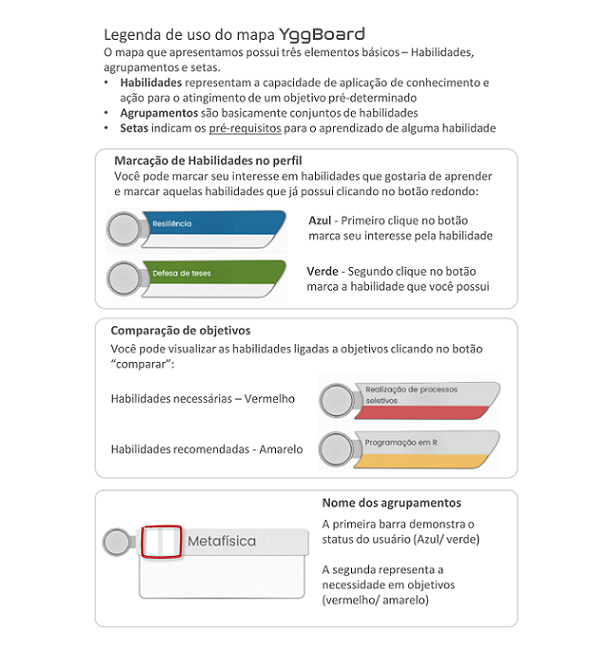 Legenda de uso do mapa YggBoard
O mapa que apresentamos possui três elementos básicos – Habilidades,
agrupamentos e setas.
• Habilidades representam a capacidade de aplicação de conhecimento e
ação para o atingimento de um objetivo pré-determinado
• Agrupamentos são basicamente conjuntos de habilidades
• Setas indicam os pré-requisitos para o aprendizado de alguma habilidade
Marcação de Habilidades no perfil
Você pode marcar seu interesse em habilidades que gostaria de aprender
e marcar aquelas habilidades que já possui clicando no botão redondo:
Resiliência
Azul - Primeiro clique no botão
marca seu interesse pela habilidade
Defesa de teses
Verde - Segundo clique no botão
marca a habilidade que você possui
Comparação de objetivos
Você pode visualizar as habilidades ligadas a objetivos clicando no botão
“comparar”:
Habilidades necessárias – Vermelho
Realização de processos
seletivos
Habilidades recomendadas - Amarelo
Programação em R
Metafísica
Nome dos agrupamentos
A primeira barra demonstra o
status do usuário (Azul/ verde)
A segunda representa a
necessidade em objetivos
(vermelho/ amarelo)